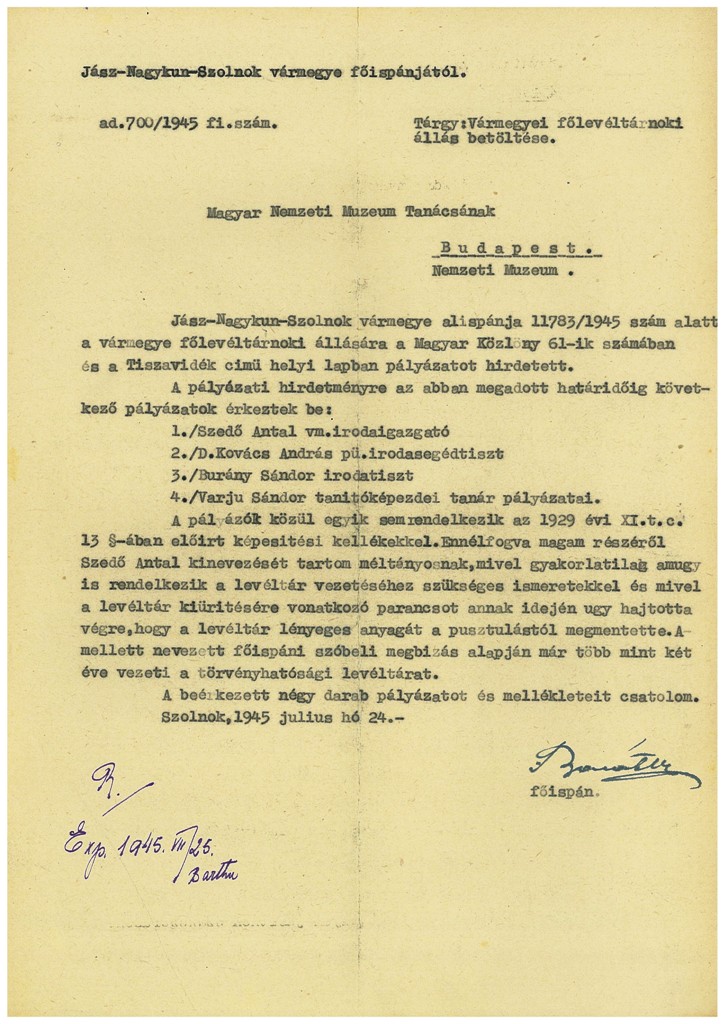 Jász-Nagykun-Szolnok vármegye főispánjától.
ad.700/1945 fi.szám.
Tárgy:Vármegyei főlevéltárnoki
állás betöltése.
Magyar Nemzeti Muzeum Tanácsának
Budapest.
Nemzeti Muzeum .
Jász-Nagykun-Szolnok vármegye alispánja 11783/1945 szám alatt
a vármegye főlevéltárnoki állására a Magyar Közlöny 61-ik számában
és a Tiszavidék cimü helyi lapban pályázatot hirdetett.
A pályázati hirdetményre az abban megadott határidőig követ-
kező pályázatok érkeztek be:
1./Szedő Antal vm.irodaigazgató
2./D.Kovács András pü.irodasegédtiszt
3./Burány Sándor irodatiszt
4./Varju Sándor tanitóképezdei tanár pályázatai.
A pályázók közül egyik semrendelkezik az 1929 évi XI.t.c.
13 §-ában előirt képesitési kellékekkel.Ennélfogva magam részéről
Szedő Antal kinevezését tartom méltányosnak,mivel gyakorlatilag amugy
is rendelkezik a levéltár vezetéséhez szükséges ismeretekkel és mivel
a levéltár kiüritésére vonatkozó parancsot annak idején ugy hajtotta
végre,hogy a levéltár lényeges anyagát a pusztulástól megmentette.A-
mellett nevezett főispáni szóbeli megbizás alapján már több mint két
éve vezeti a törvényhatósági levéltárat.
A beérkezett négy darab pályázatot és mellékleteit csatolom.
Szolnok,1945 julius hó 24.-
főispán.
R./
Exp. 1945. VII/25.